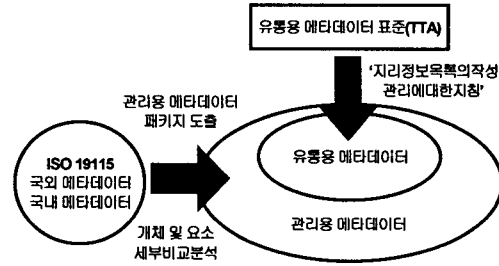 유통용 메타데이터 표준(TTA)
'지리정보목록의작성
관리에대한지침'
관리용 메타데이터
패키지 도출
ISO 19115
국외 메타데이터
국내 메타데이터
유통용 메타데이터
관리용 메타데이터
개체 및 요소
세부비교분석